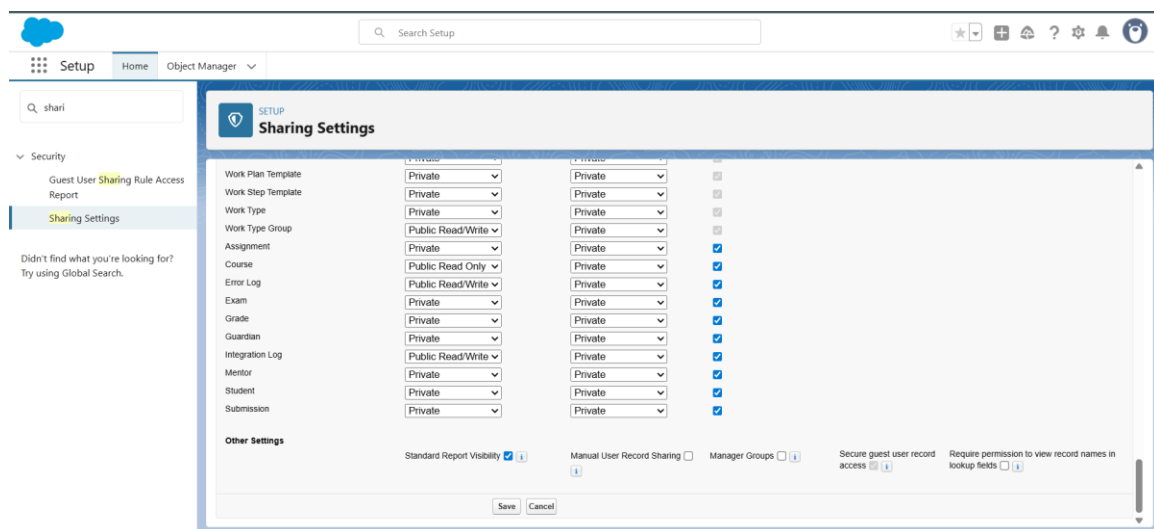 Search Setup
Setup Home Object Manager
shari
SETUP
Sharing Settings
Security
Guest User Sharing Rule Access
Report
Sharing Settings
Didn't find what you're looking for?
Try using Global Search.
Private Private
Work Plan Template Private Private
Work Step Template Private Private
Work Type Private Private
Work Type Group Public Read/Write Private
Assignment Private Private
Course Public Read Only Private
Error Log Public Read/Write Private
Exam Private Private
Grade Private Private
Guardian Private Private
Integration Log Public Read/Write Private
Mentor Private Private
Student Private Private
Submission Private Private
Other Settings
Standard Report Visibility i Manual User Record Sharing i Manager Groups i Secure guest user record access i Require permission to view record names in lookup fields i
Save Cancel